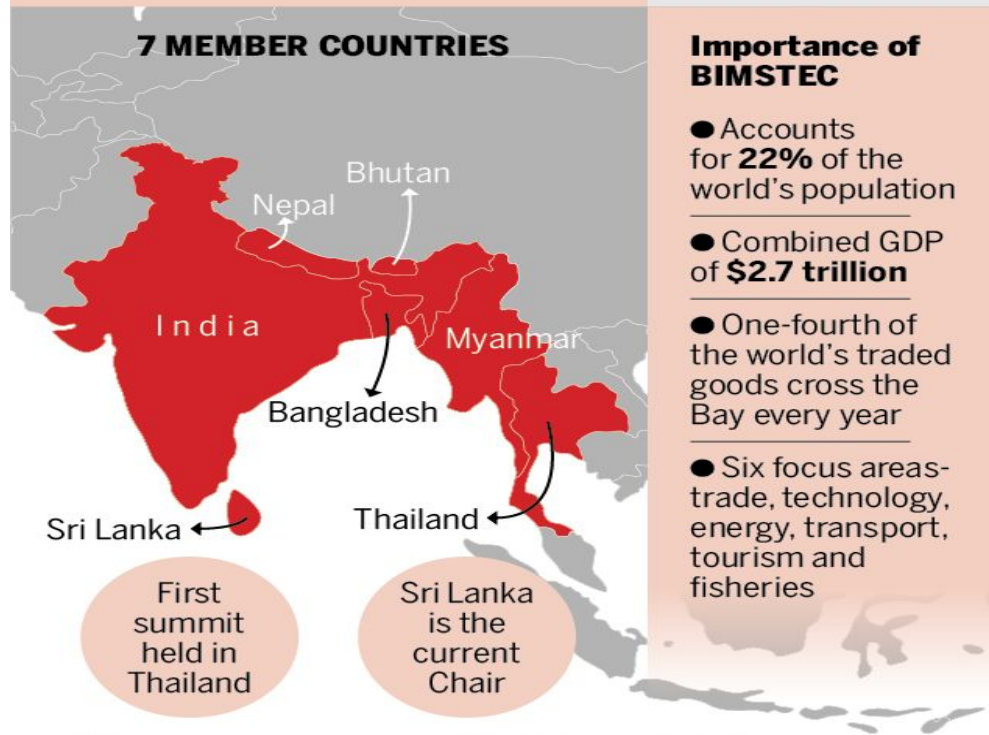 7 MEMBER COUNTRIES
Bhutan
Nepal
India
Myanmar
Bangladesh
Sri Lanka
Thailand
First
summit
held in
Thailand
Sri Lanka
is the
current
Chair
Importance of
BIMSTEC
● Accounts
for 22% of the
world's population
● Combined GDP
of $2.7 trillion
● One-fourth of
the world's traded
goods cross the
Bay every year
● Six focus areas-
trade, technology,
energy, transport,
tourism and
fisheries